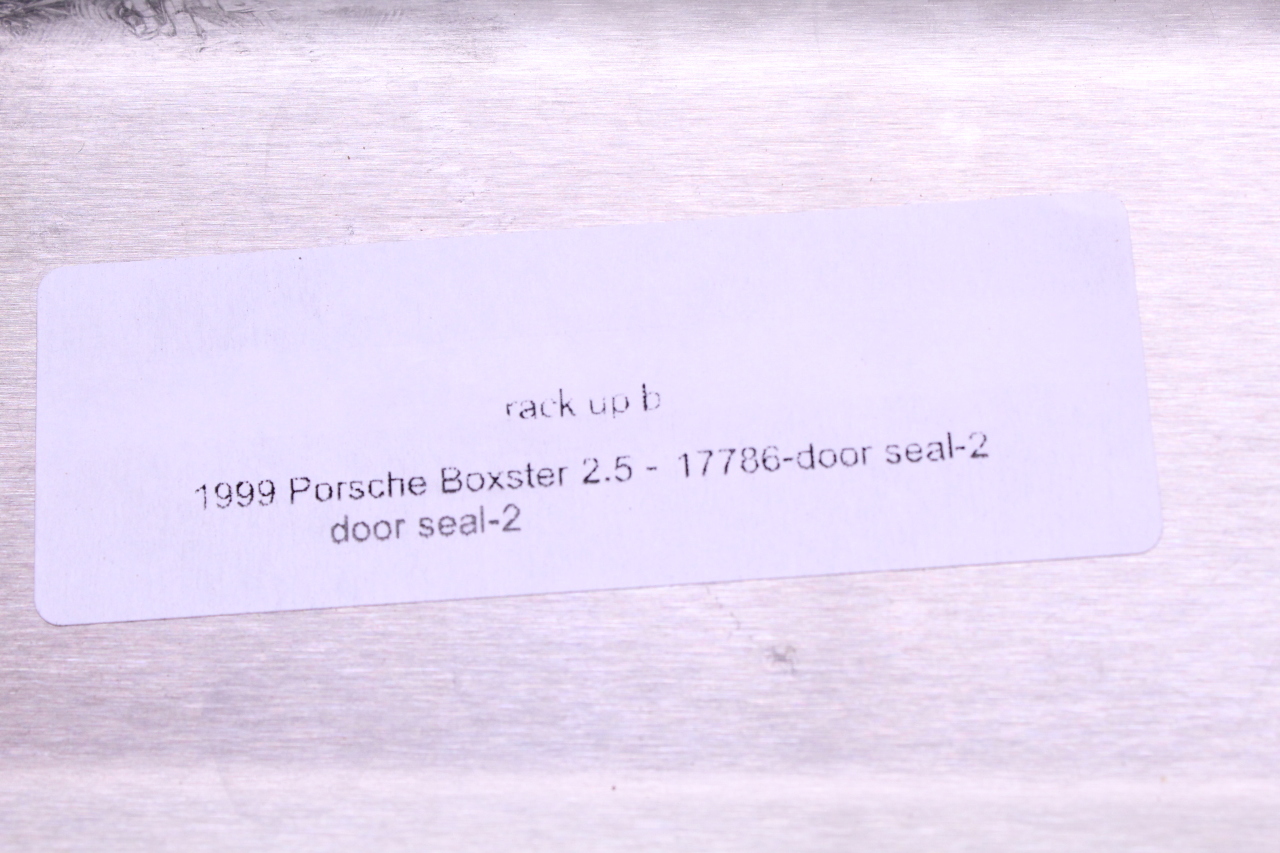 rack up b
1999 Porsche Boxster 2.5 - 17786-door seal-2
door seal-2